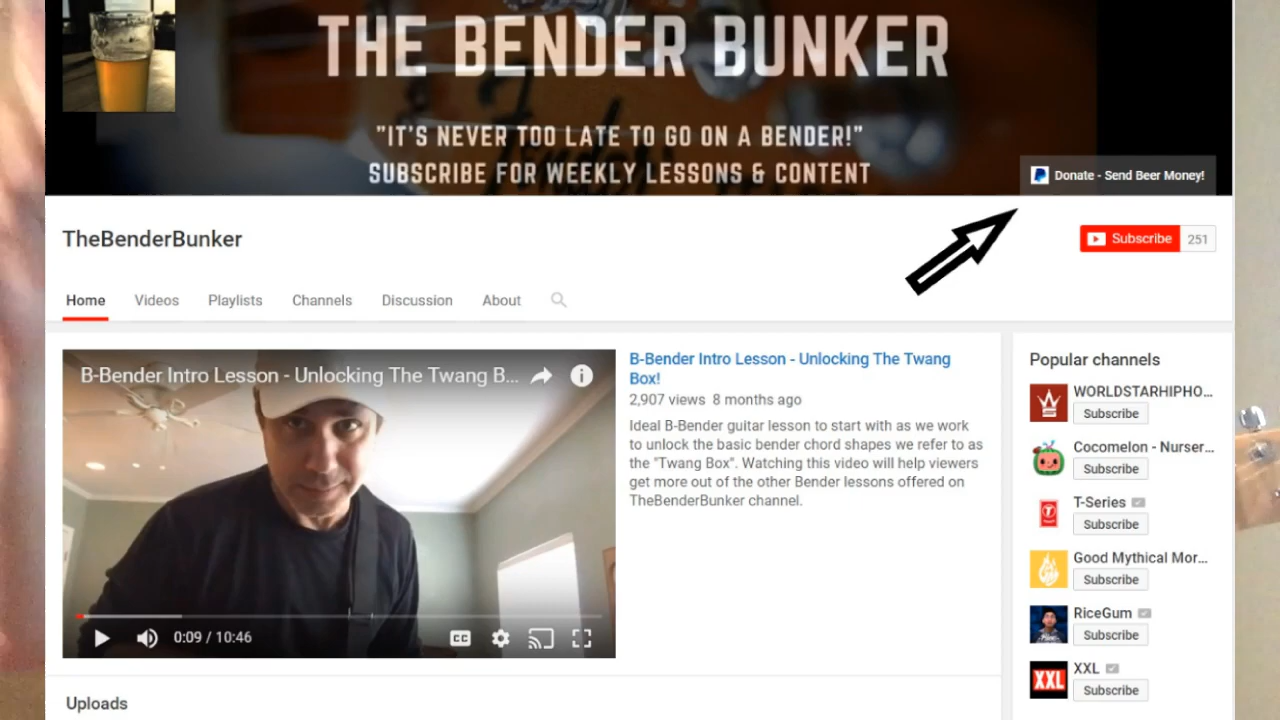 THE BENDER BUNKER
"IT'S NEVER TOO LATE TO GO ON A BENDER!"
SUBSCRIBE FOR WEEKLY LESSONS & CONTENT
Donate - Send Beer Money!
TheBenderBunker
Subscribe 251
Home Videos Playlists Channels Discussion About
B-Bender Intro Lesson - Unlocking The Twang B...
0:09 / 10:46
CC
B-Bender Intro Lesson - Unlocking The Twang
Box!
2,907 views 8 months ago
Ideal B-Bender guitar lesson to start with as we work
to unlock the basic bender chord shapes we refer to as
the "Twang Box". Watching this video will help viewers
get more out of the other Bender lessons offered on
TheBenderBunker channel.
Popular channels
WORLDSTARHIPHO...
Subscribe
Cocomelon - Nurser...
Subscribe
T-Series
Subscribe
Good Mythical Mor...
Subscribe
RiceGum
Subscribe
XXL
XXL
Subscribe
Uploads